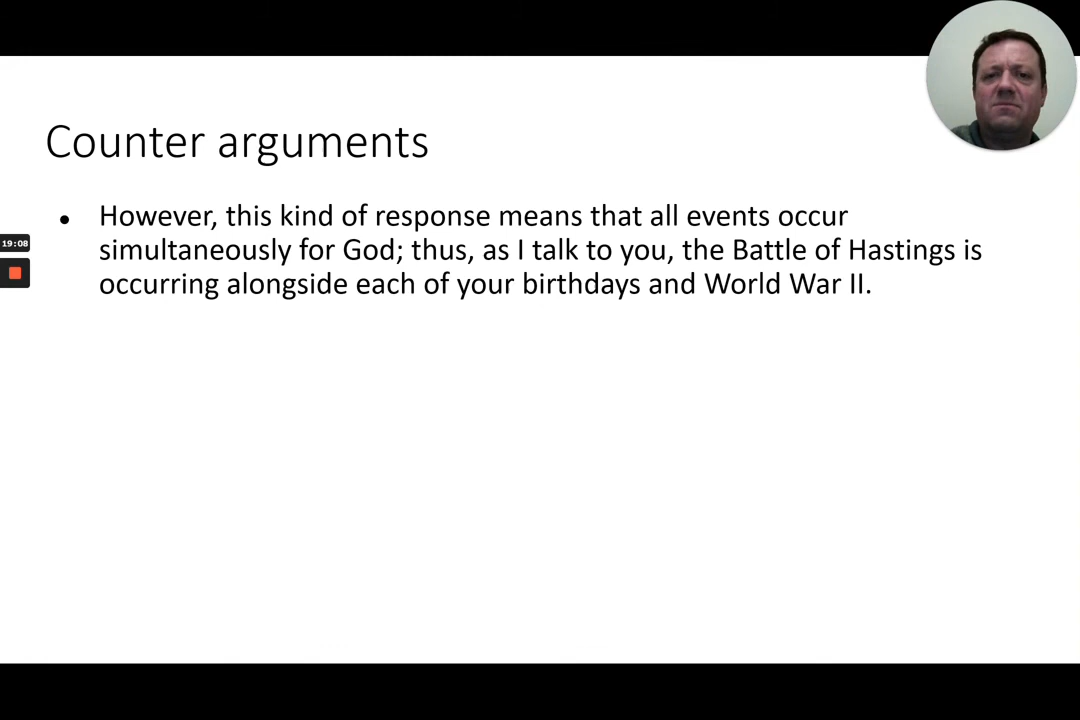 Counter arguments
• However, this kind of response means that all events occur
simultaneously for God; thus, as I talk to you, the Battle of Hastings is
occurring alongside each of your birthdays and World War II.
19:08